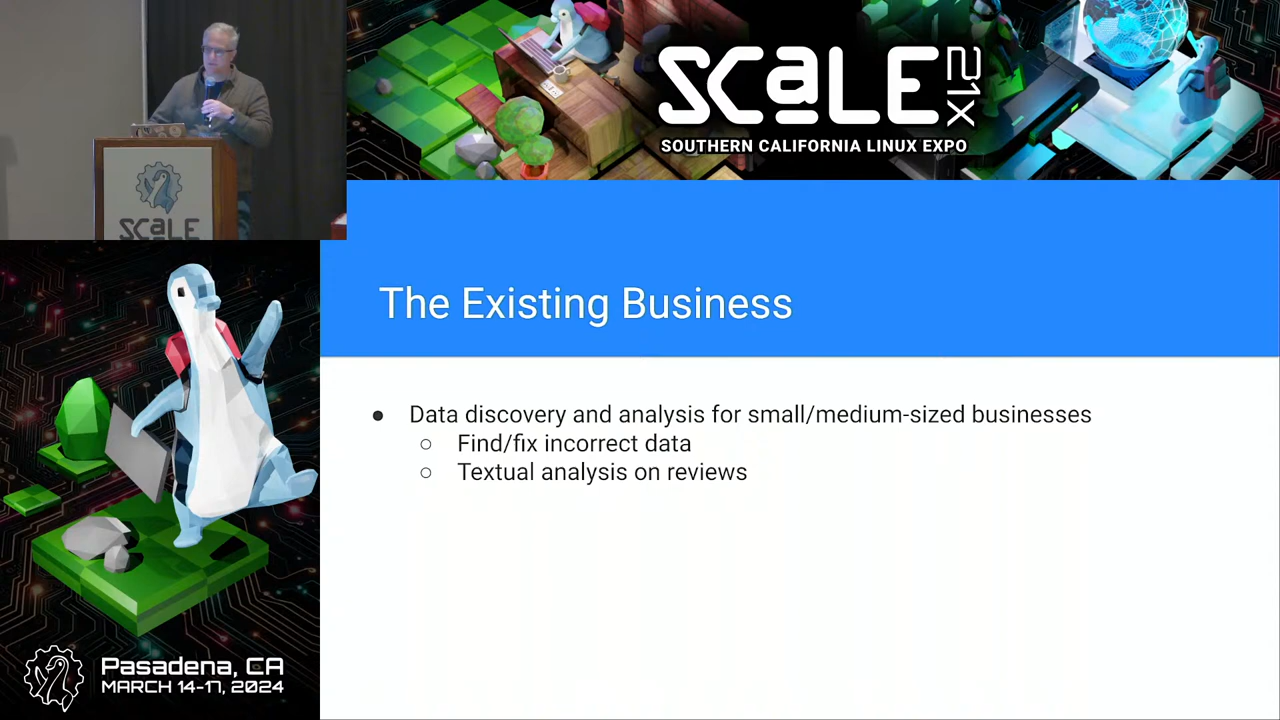 SCaLE
SCaLE 21x
SOUTHERN CALIFORNIA LINUX EXPO
The Existing Business
● Data discovery and analysis for small/medium-sized businesses
○ Find/fix incorrect data
○ Textual analysis on reviews
Pasadena, CA
MARCH 14-17, 2024